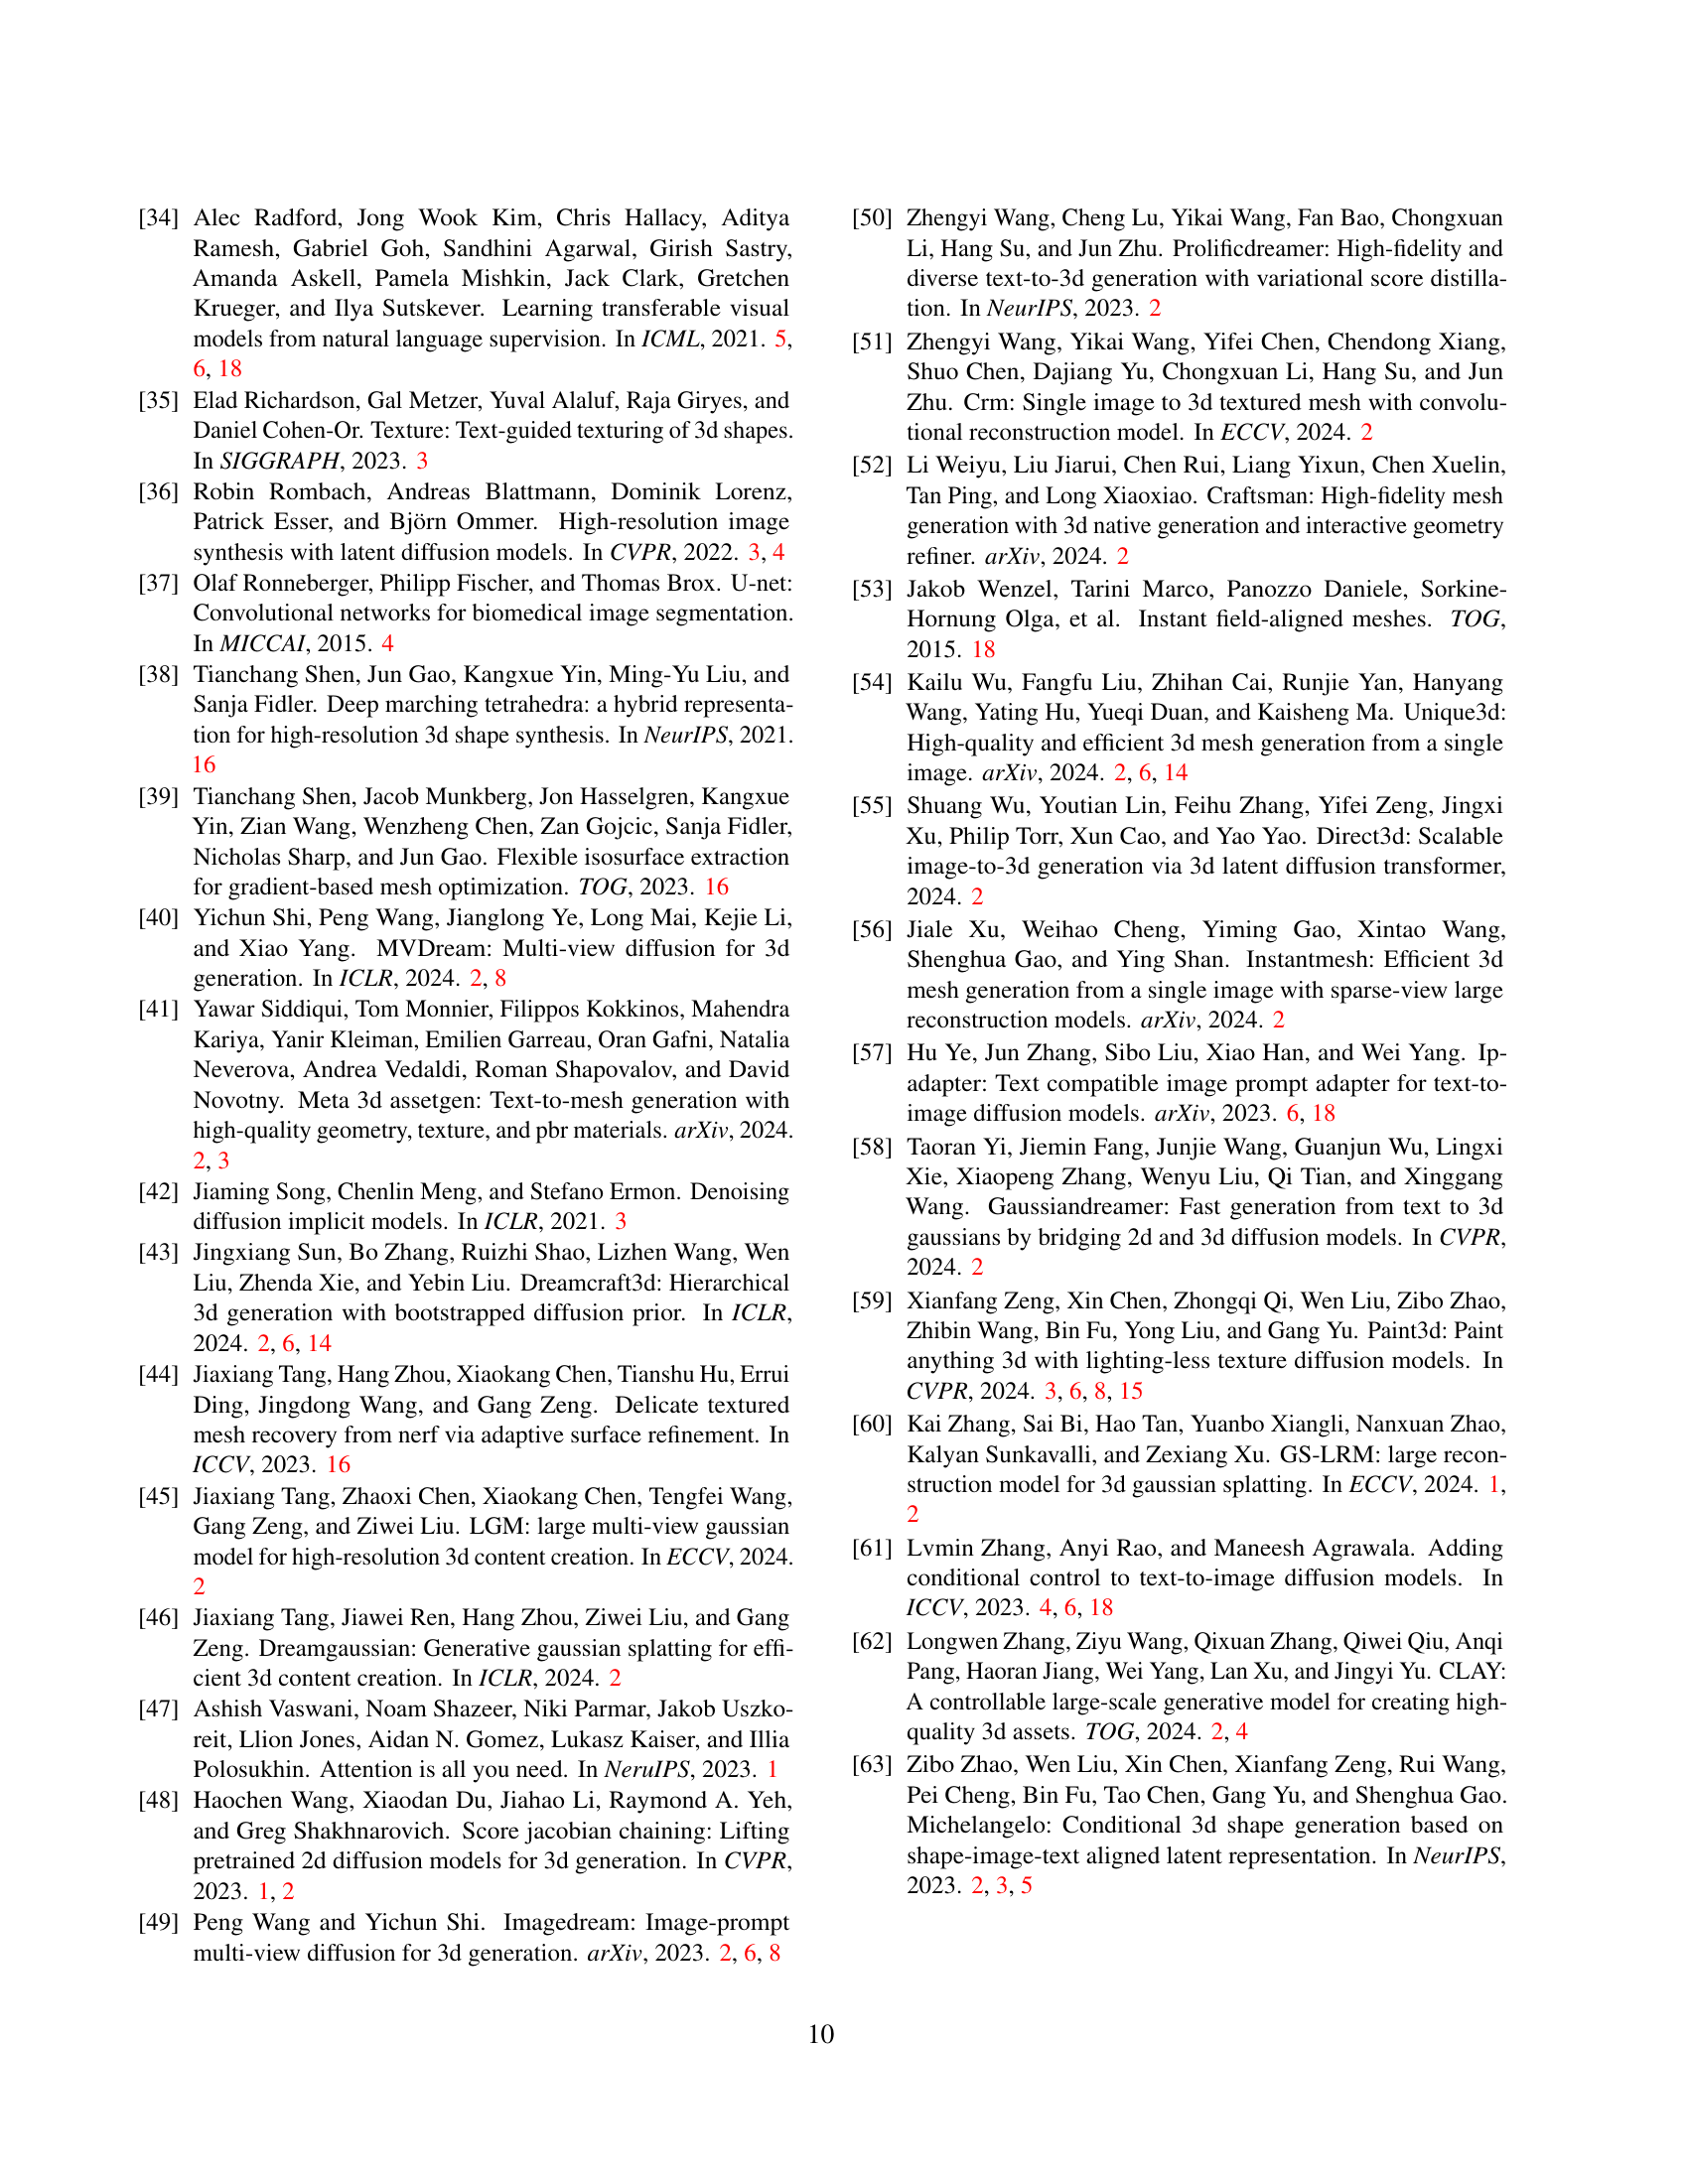 [34] Alec Radford, Jong Wook Kim, Chris Hallacy, Aditya
Ramesh, Gabriel Goh, Sandhini Agarwal, Girish Sastry,
Amanda Askell, Pamela Mishkin, Jack Clark, Gretchen
Krueger, and Ilya Sutskever. Learning transferable visual
models from natural language supervision. In ICML, 2021. 5,
6, 18
[35] Elad Richardson, Gal Metzer, Yuval Alaluf, Raja Giryes, and
Daniel Cohen-Or. Texture: Text-guided texturing of 3d shapes.
In SIGGRAPH, 2023. 3
[36] Robin Rombach, Andreas Blattmann, Dominik Lorenz,
Patrick Esser, and Björn Ommer. High-resolution image
synthesis with latent diffusion models. In CVPR, 2022. 3, 4
[37] Olaf Ronneberger, Philipp Fischer, and Thomas Brox. U-net:
Convolutional networks for biomedical image segmentation.
In MICCAI, 2015. 4
[38] Tianchang Shen, Jun Gao, Kangxue Yin, Ming-Yu Liu, and
Sanja Fidler. Deep marching tetrahedra: a hybrid representa-
tion for high-resolution 3d shape synthesis. In NeurIPS, 2021.
16
[39] Tianchang Shen, Jacob Munkberg, Jon Hasselgren, Kangxue
Yin, Zian Wang, Wenzheng Chen, Zan Gojcic, Sanja Fidler,
Nicholas Sharp, and Jun Gao. Flexible isosurface extraction
for gradient-based mesh optimization. TOG, 2023. 16
[40] Yichun Shi, Peng Wang, Jianglong Ye, Long Mai, Kejie Li,
and Xiao Yang. MVDream: Multi-view diffusion for 3d
generation. In ICLR, 2024. 2, 8
[41] Yawar Siddiqui, Tom Monnier, Filippos Kokkinos, Mahendra
Kariya, Yanir Kleiman, Emilien Garreau, Oran Gafni, Natalia
Neverova, Andrea Vedaldi, Roman Shapovalov, and David
Novotny. Meta 3d assetgen: Text-to-mesh generation with
high-quality geometry, texture, and pbr materials. arXiv, 2024.
2, 3
[42] Jiaming Song, Chenlin Meng, and Stefano Ermon. Denoising
diffusion implicit models. In ICLR, 2021. 3
[43] Jingxiang Sun, Bo Zhang, Ruizhi Shao, Lizhen Wang, Wen
Liu, Zhenda Xie, and Yebin Liu. Dreamcraft3d: Hierarchical
3d generation with bootstrapped diffusion prior. In ICLR,
2024. 2, 6, 14
[44] Jiaxiang Tang, Hang Zhou, Xiaokang Chen, Tianshu Hu, Errui
Ding, Jingdong Wang, and Gang Zeng. Delicate textured
mesh recovery from nerf via adaptive surface refinement. In
ICCV, 2023. 16
[45] Jiaxiang Tang, Zhaoxi Chen, Xiaokang Chen, Tengfei Wang,
Gang Zeng, and Ziwei Liu. LGM: large multi-view gaussian
model for high-resolution 3d content creation. In ECCV, 2024.
2
[46] Jiaxiang Tang, Jiawei Ren, Hang Zhou, Ziwei Liu, and Gang
Zeng. Dreamgaussian: Generative gaussian splatting for effi-
cient 3d content creation. In ICLR, 2024. 2
[47] Ashish Vaswani, Noam Shazeer, Niki Parmar, Jakob Uszko-
reit, Llion Jones, Aidan N. Gomez, Lukasz Kaiser, and Illia
Polosukhin. Attention is all you need. In NeruIPS, 2023. 1
[48] Haochen Wang, Xiaodan Du, Jiahao Li, Raymond A. Yeh,
and Greg Shakhnarovich. Score jacobian chaining: Lifting
pretrained 2d diffusion models for 3d generation. In CVPR,
2023. 1, 2
[49] Peng Wang and Yichun Shi. Imagedream: Image-prompt
multi-view diffusion for 3d generation. arXiv, 2023. 2, 6, 8
[50] Zhengyi Wang, Cheng Lu, Yikai Wang, Fan Bao, Chongxuan
Li, Hang Su, and Jun Zhu. Prolificdreamer: High-fidelity and
diverse text-to-3d generation with variational score distilla-
tion. In NeurIPS, 2023. 2
[51] Zhengyi Wang, Yikai Wang, Yifei Chen, Chendong Xiang,
Shuo Chen, Dajiang Yu, Chongxuan Li, Hang Su, and Jun
Zhu. Crm: Single image to 3d textured mesh with convolu-
tional reconstruction model. In ECCV, 2024. 2
[52] Li Weiyu, Liu Jiarui, Chen Rui, Liang Yixun, Chen Xuelin,
Tan Ping, and Long Xiaoxiao. Craftsman: High-fidelity mesh
generation with 3d native generation and interactive geometry
refiner. arXiv, 2024. 2
[53] Jakob Wenzel, Tarini Marco, Panozzo Daniele, Sorkine-
Hornung Olga, et al. Instant field-aligned meshes. TOG,
2015. 18
[54] Kailu Wu, Fangfu Liu, Zhihan Cai, Runjie Yan, Hanyang
Wang, Yating Hu, Yueqi Duan, and Kaisheng Ma. Unique3d:
High-quality and efficient 3d mesh generation from a single
image. arXiv, 2024. 2, 6, 14
[55] Shuang Wu, Youtian Lin, Feihu Zhang, Yifei Zeng, Jingxi
Xu, Philip Torr, Xun Cao, and Yao Yao. Direct3d: Scalable
image-to-3d generation via 3d latent diffusion transformer,
2024. 2
[56] Jiale Xu, Weihao Cheng, Yiming Gao, Xintao Wang,
Shenghua Gao, and Ying Shan. Instantmesh: Efficient 3d
mesh generation from a single image with sparse-view large
reconstruction models. arXiv, 2024. 2
[57] Hu Ye, Jun Zhang, Sibo Liu, Xiao Han, and Wei Yang. Ip-
adapter: Text compatible image prompt adapter for text-to-
image diffusion models. arXiv, 2023. 6, 18
[58] Taoran Yi, Jiemin Fang, Junjie Wang, Guanjun Wu, Lingxi
Xie, Xiaopeng Zhang, Wenyu Liu, Qi Tian, and Xinggang
Wang. Gaussiandreamer: Fast generation from text to 3d
gaussians by bridging 2d and 3d diffusion models. In CVPR,
2024. 2
[59] Xianfang Zeng, Xin Chen, Zhongqi Qi, Wen Liu, Zibo Zhao,
Zhibin Wang, Bin Fu, Yong Liu, and Gang Yu. Paint3d: Paint
anything 3d with lighting-less texture diffusion models. In
CVPR, 2024. 3, 6, 8, 15
[60] Kai Zhang, Sai Bi, Hao Tan, Yuanbo Xiangli, Nanxuan Zhao,
Kalyan Sunkavalli, and Zexiang Xu. GS-LRM: large recon-
struction model for 3d gaussian splatting. In ECCV, 2024. 1,
2
[61] Lvmin Zhang, Anyi Rao, and Maneesh Agrawala. Adding
conditional control to text-to-image diffusion models. In
ICCV, 2023. 4, 6, 18
[62] Longwen Zhang, Ziyu Wang, Qixuan Zhang, Qiwei Qiu, Anqi
Pang, Haoran Jiang, Wei Yang, Lan Xu, and Jingyi Yu. CLAY:
A controllable large-scale generative model for creating high-
quality 3d assets. TOG, 2024. 2, 4
[63] Zibo Zhao, Wen Liu, Xin Chen, Xianfang Zeng, Rui Wang,
Pei Cheng, Bin Fu, Tao Chen, Gang Yu, and Shenghua Gao.
Michelangelo: Conditional 3d shape generation based on
shape-image-text aligned latent representation. In NeurIPS,
2023. 2, 3, 5
10